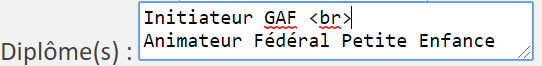 Initiateur GAF <br>
Diplôme(s) : Animateur Fédéral Petite Enfance